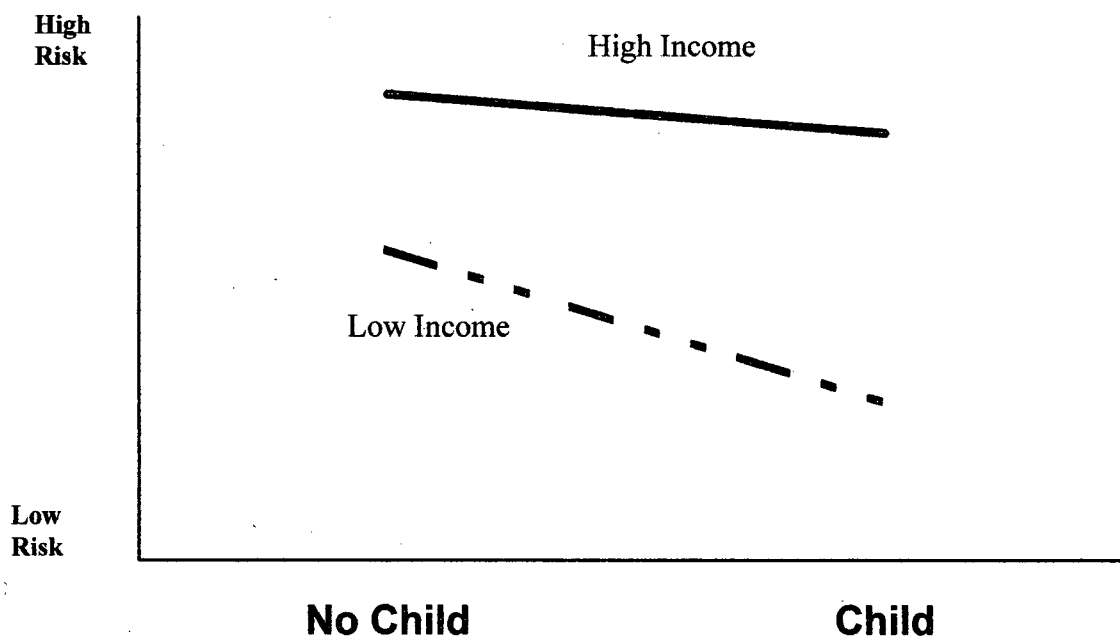 High
Risk
High Income
Low Income
Low
Risk
No Child
Child